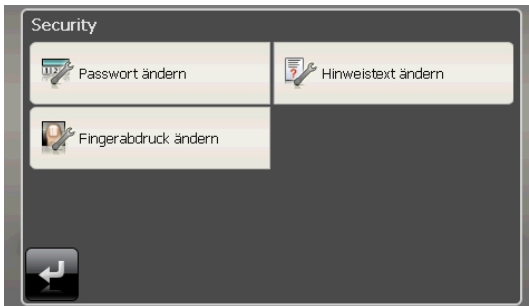 Security
Passwort ändern
Hinweistext ändern
Fingerabdruck ändern